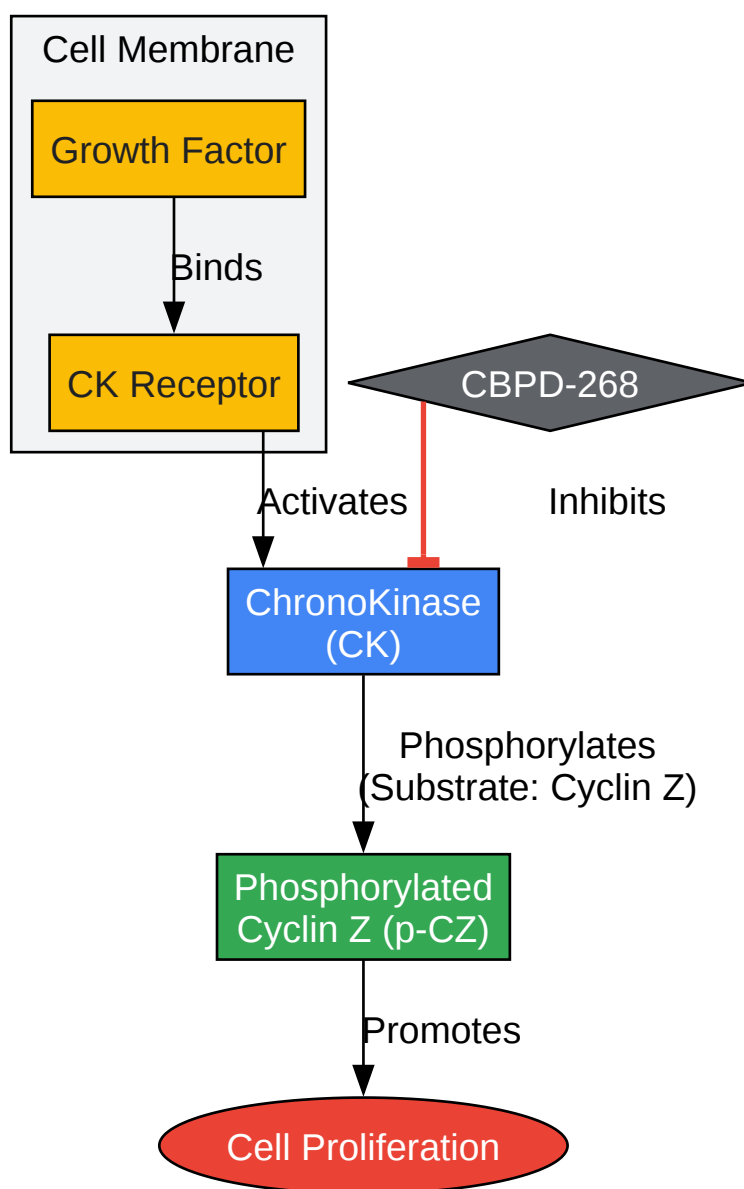 Cell Membrane
Growth Factor
Binds
CK Receptor
CBPD-268
Activates
Inhibits
ChronoKinase
(CK)
Phosphorylates
(Substrate: Cyclin Z)
Phosphorylated
Cyclin Z (p-CZ)
Promotes
Cell Proliferation